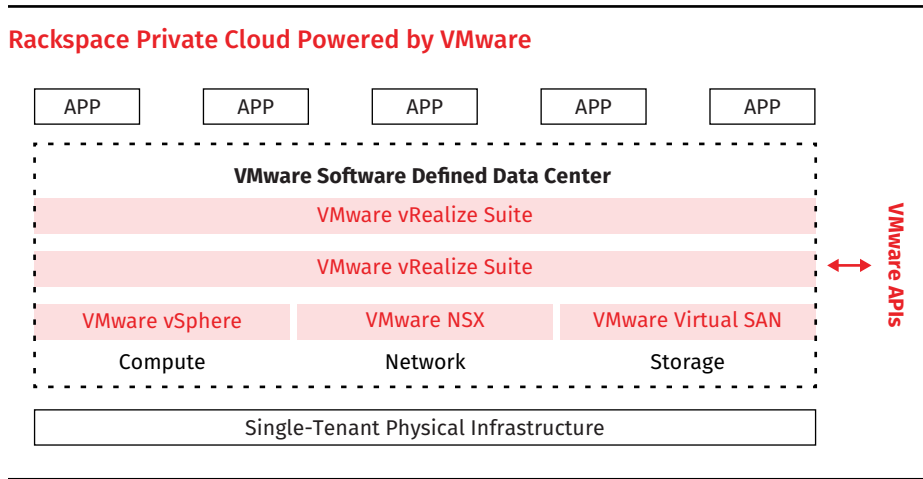 Rackspace Private Cloud Powered by VMware
APP APP APP APP APP
VMware Software Defined Data Center
VMware vRealize Suite
VMware vRealize Suite
VMware vSphere VMware NSX VMware Virtual SAN
Compute Network Storage
Single-Tenant Physical Infrastructure
VMware APIs